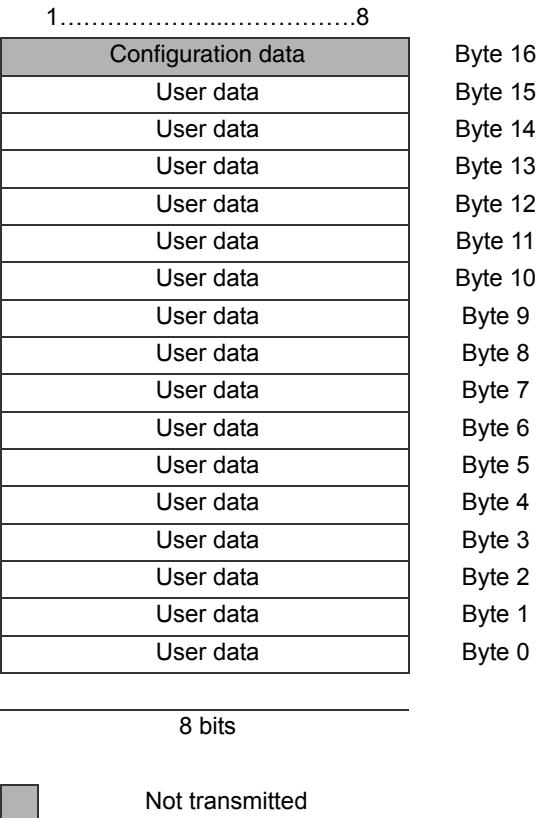 1………………....…………….8
Configuration data Byte 16
User data Byte 15
User data Byte 14
User data Byte 13
User data Byte 12
User data Byte 11
User data Byte 10
User data Byte 9
User data Byte 8
User data Byte 7
User data Byte 6
User data Byte 5
User data Byte 4
User data Byte 3
User data Byte 2
User data Byte 1
User data Byte 0
8 bits
Not transmitted